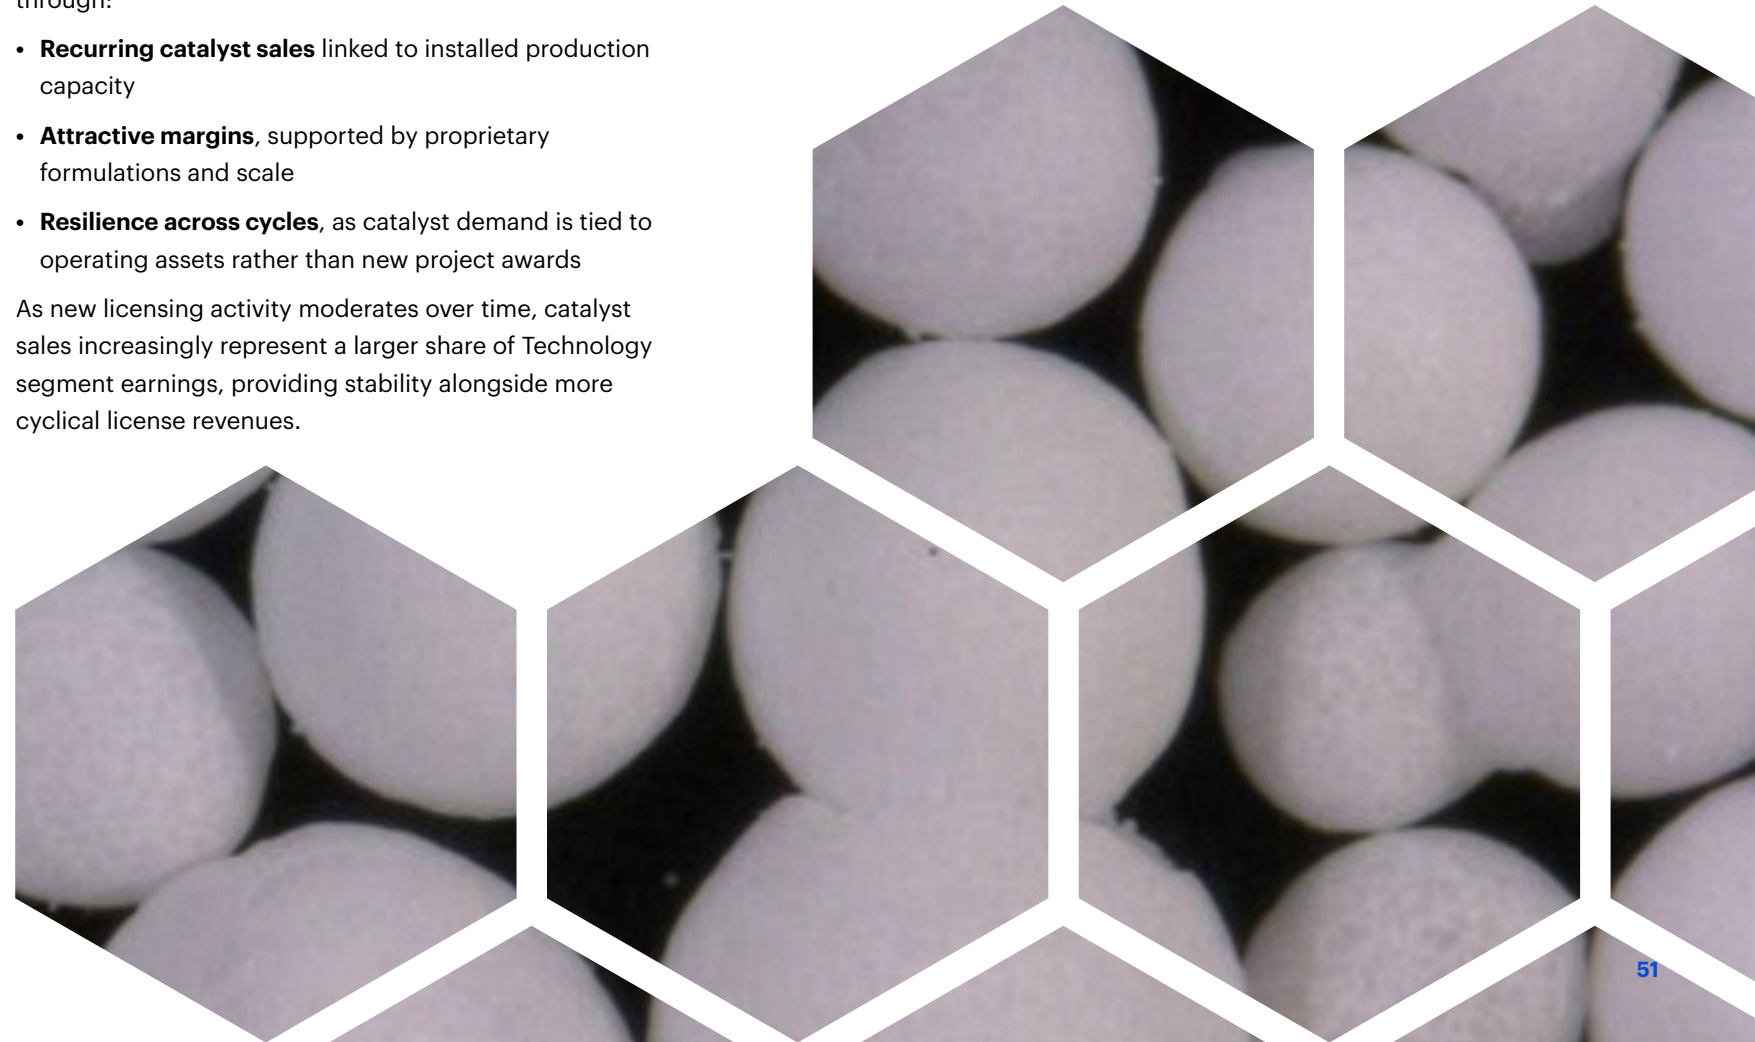 through:
• Recurring catalyst sales linked to installed production
capacity
• Attractive margins, supported by proprietary
formulations and scale
• Resilience across cycles, as catalyst demand is tied to
operating assets rather than new project awards
As new licensing activity moderates over time, catalyst
sales increasingly represent a larger share of Technology
segment earnings, providing stability alongside more
cyclical license revenues.
51